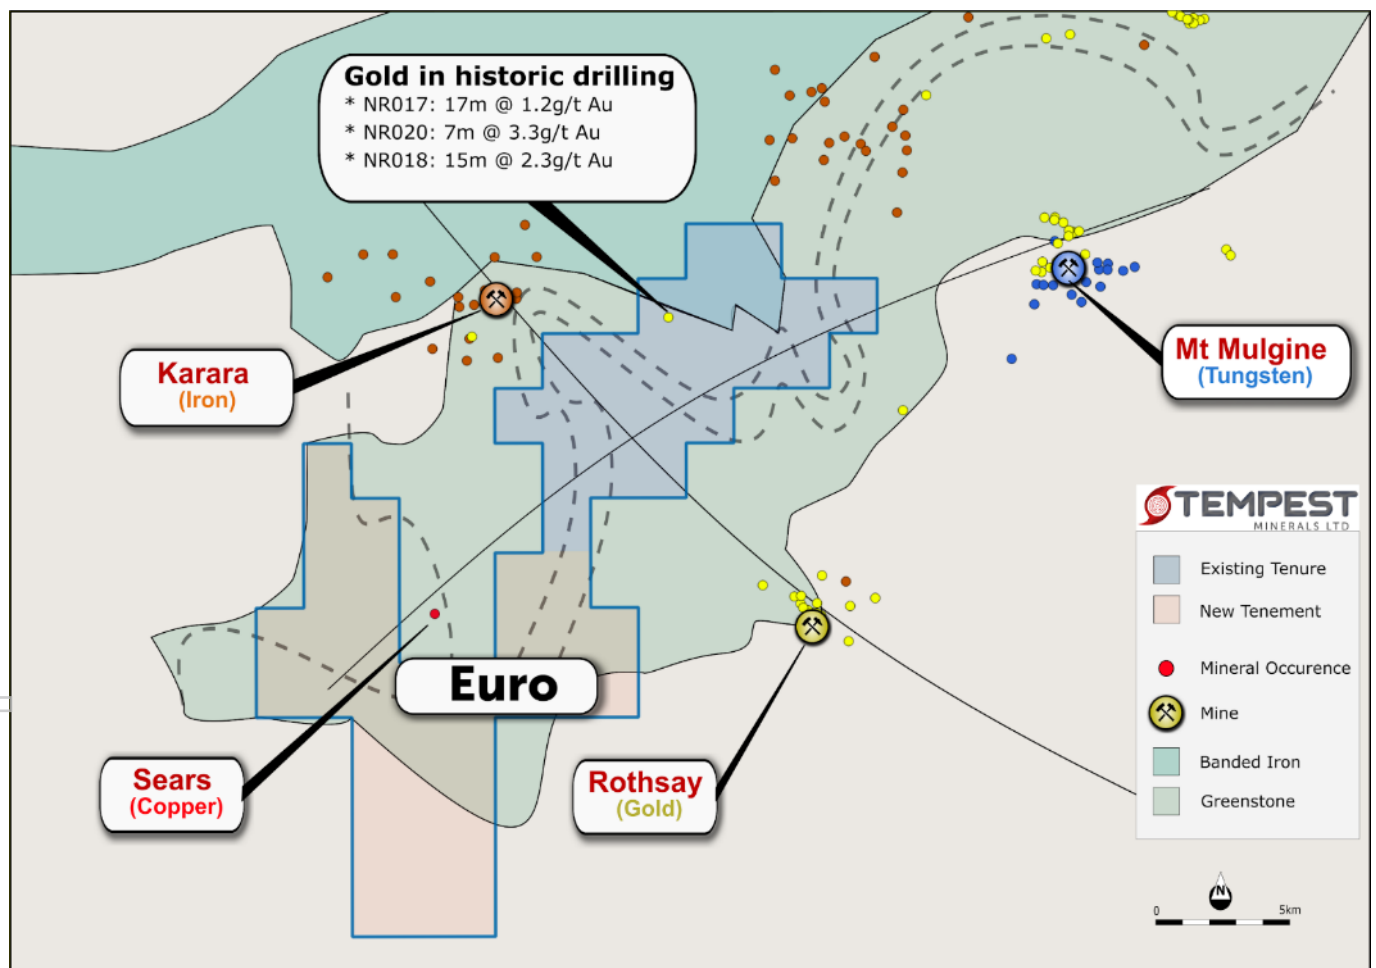 Gold in historic drilling
* NR017: 17m @ 1.2g/t Au
* NR020: 7m @ 3.3g/t Au
* NR018: 15m @ 2.3g/t Au
Karara
(Iron)
Mt Mulgine
(Tungsten)
Euro
Sears
(Copper)
Rothsay
(Gold)
TEMPEST
MINERALS LTD
Existing Tenure
New Tenement
Mineral Occurence
Mine
Banded Iron
Greenstone
N
0 5km